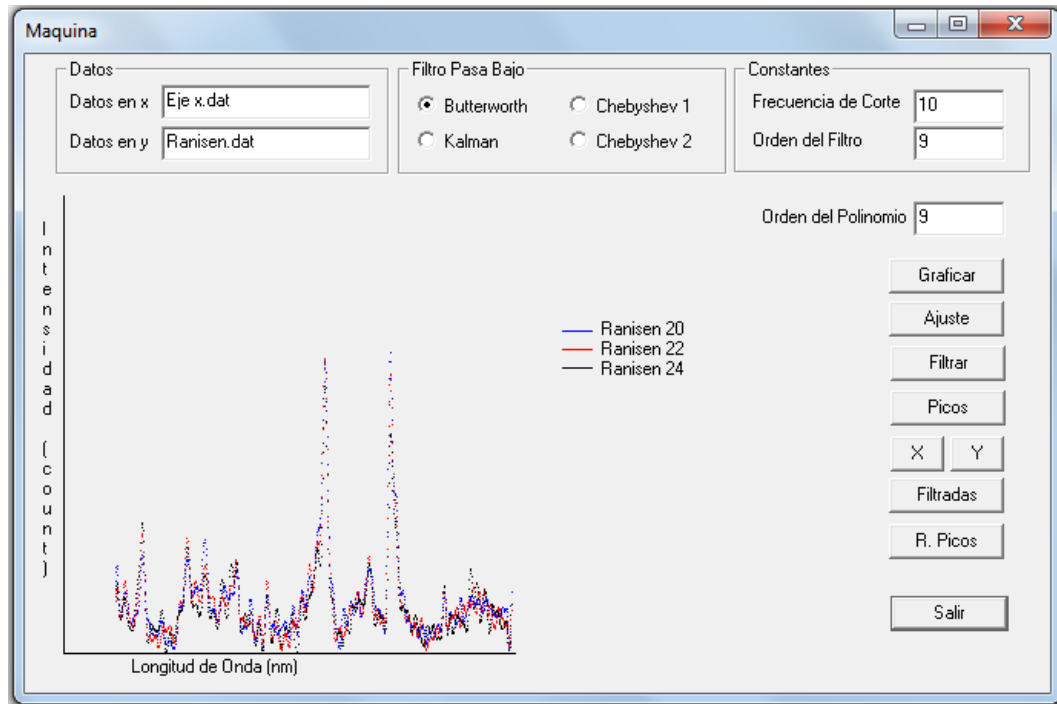 Maquina
Datos
Datos en x Eje x.dat
Datos en y Ranisen.dat
Filtro Pasa Bajo
Butterworth Chebyshev 1
Kalman Chebyshev 2
Constantes
Frecuencia de Corte 10
Orden del Filtro 9
Orden del Polinomio 9
Intensidad (count)
Ranisen 20
Ranisen 22
Ranisen 24
Longitud de Onda (nm)
Graficar
Ajuste
Filtrar
Picos
X Y
Filtradas
R. Picos
Salir